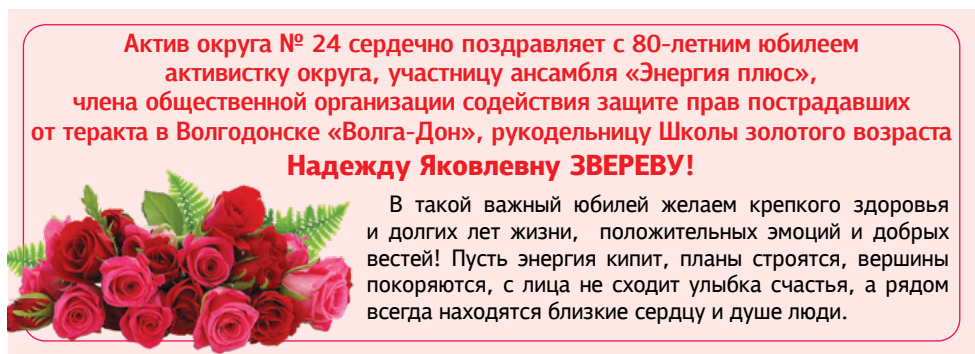 Актив округа № 24 сердечно поздравляет с 80-летним юбилеем
активистку округа, участницу ансамбля «Энергия плюс»,
члена общественной организации содействия защите прав пострадавших
от теракта в Волгодонске «Волга-Дон», рукодельницу Школы золотого возраста
Надежду Яковлевну ЗВЕРЕВУ!
В такой важный юбилей желаем крепкого здоровья
и долгих лет жизни, положительных эмоций и добрых
вестей! Пусть энергия кипит, планы строятся, вершины
покоряются, с лица не сходит улыбка счастья, а рядом
всегда находятся близкие сердцу и душе люди.